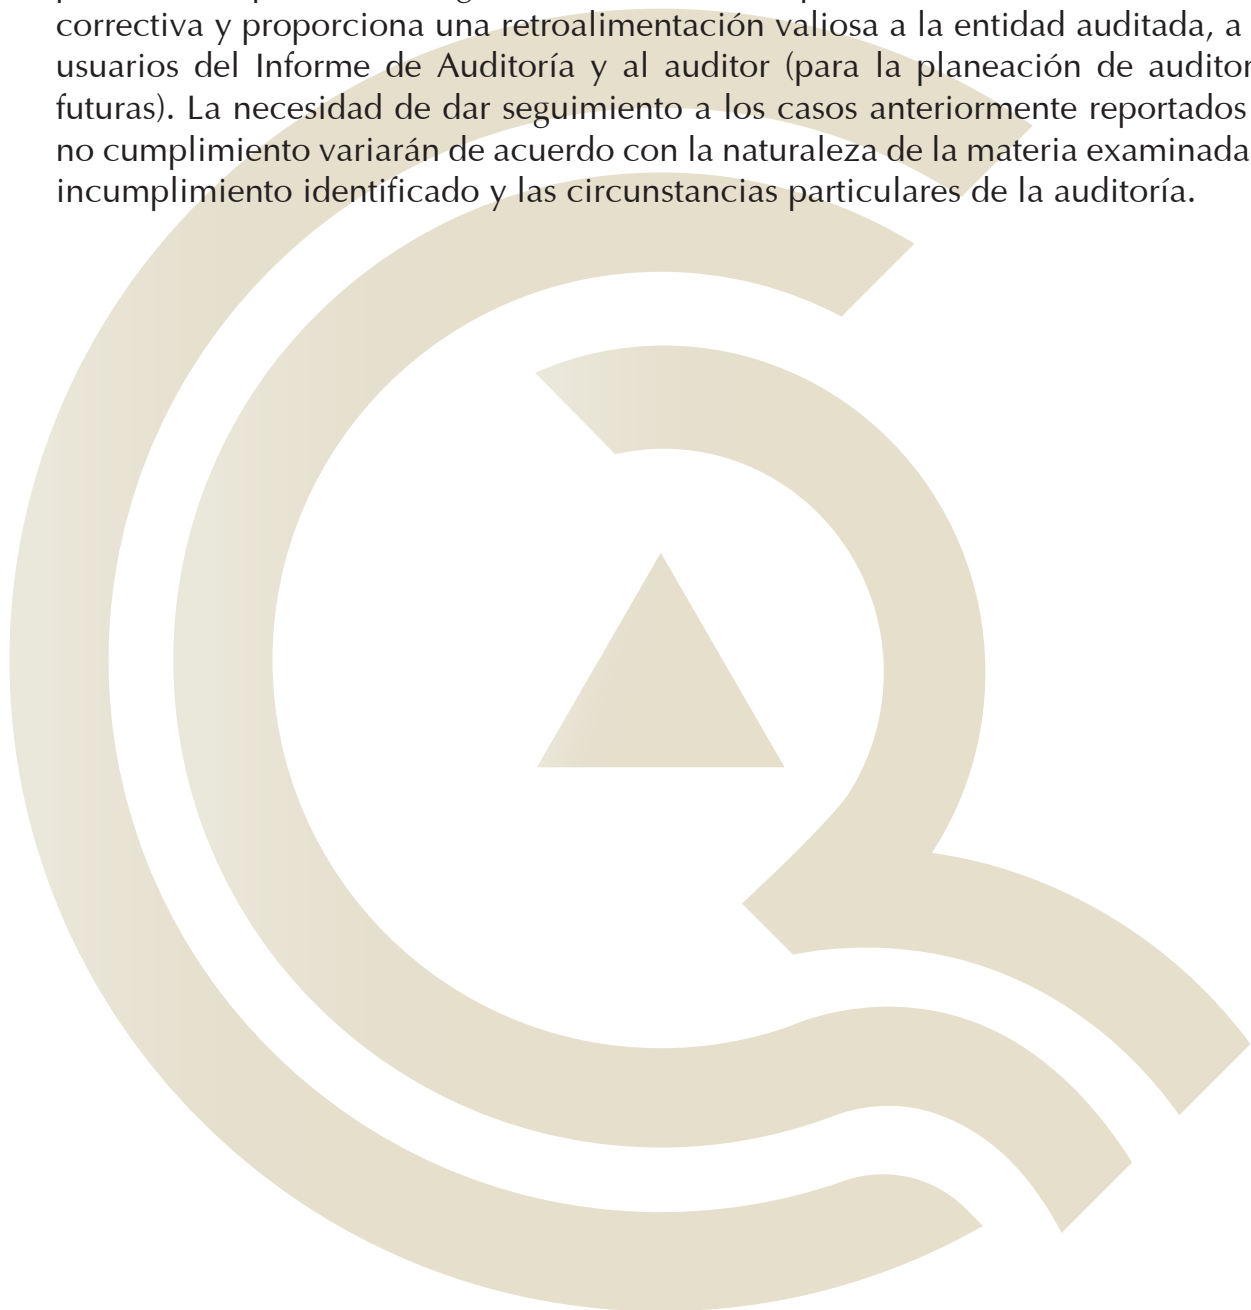 correctiva y proporciona una retroalimentación valiosa a la entidad auditada, a
usuarios del Informe de Auditoría y al auditor (para la planeación de auditor
futuras). La necesidad de dar seguimiento a los casos anteriormente reportados
no cumplimiento variarán de acuerdo con la naturaleza de la materia examinada
incumplimiento identificado y las circunstancias particulares de la auditoría.